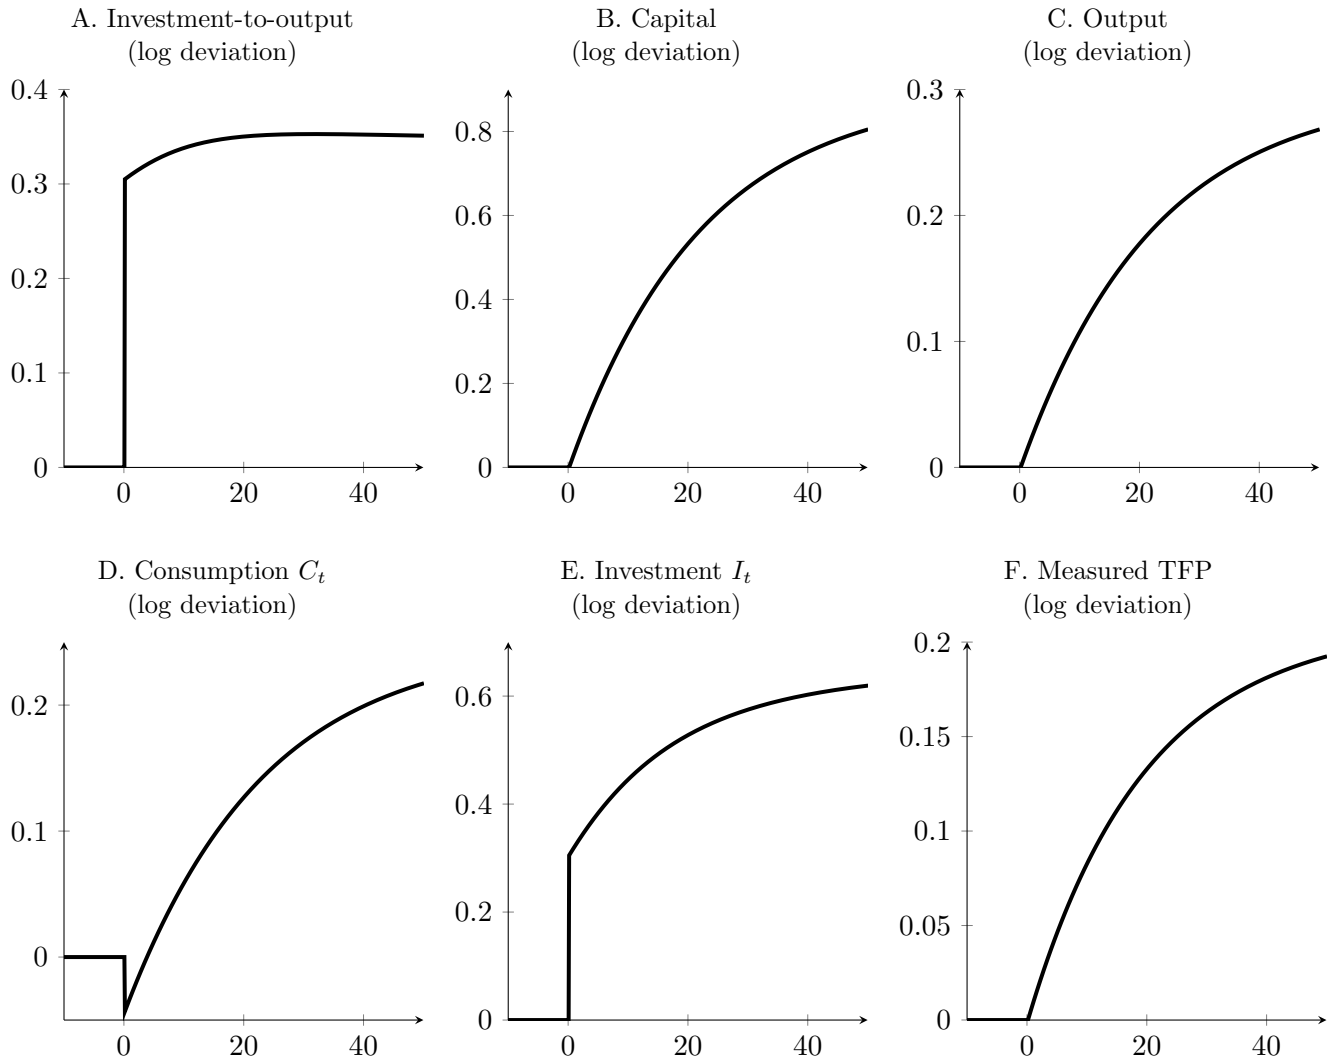 A. Investment-to-output
(log deviation)
0.4
0.3
0.2
0.1
0
0 20 40
B. Capital
(log deviation)
0.8
0.6
0.4
0.2
0
0 20 40
C. Output
(log deviation)
0.3
0.2
0.1
0
0 20 40
D. Consumption C_t
(log deviation)
0.2
0.1
0
0 20 40
E. Investment I_t
(log deviation)
0.6
0.4
0.2
0
0 20 40
F. Measured TFP
(log deviation)
0.2
0.15
0.1
0.05
0
0 20 40